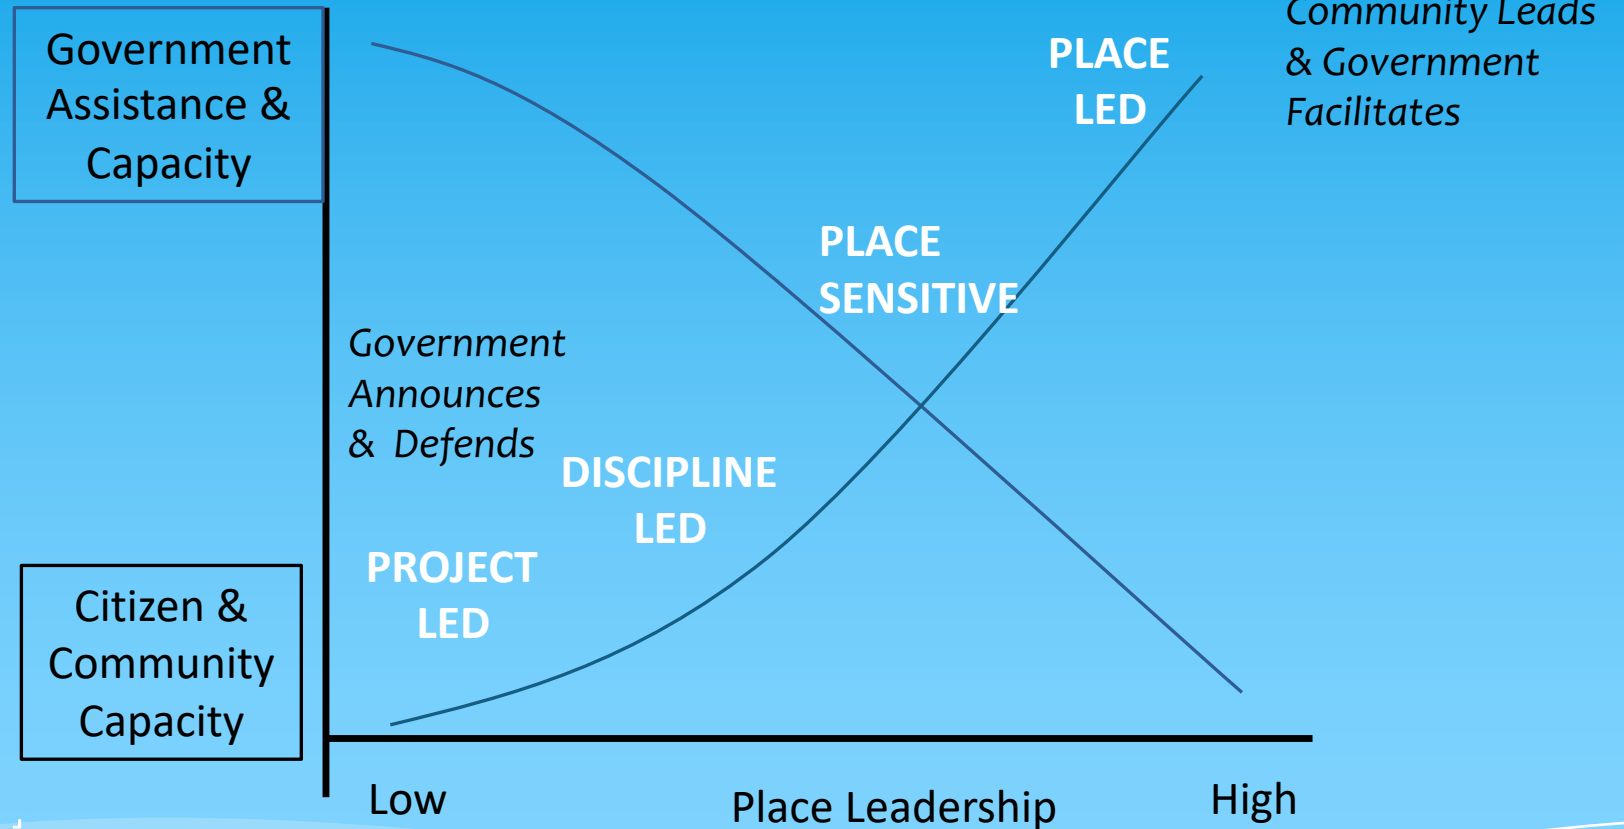 Government
Assistance &
Capacity
PLACE
LED
Community Leads
& Government
Facilitates
PLACE
SENSITIVE
Government
Announces
& Defends
DISCIPLINE
LED
PROJECT
LED
Citizen &
Community
Capacity
Low
Place Leadership
High